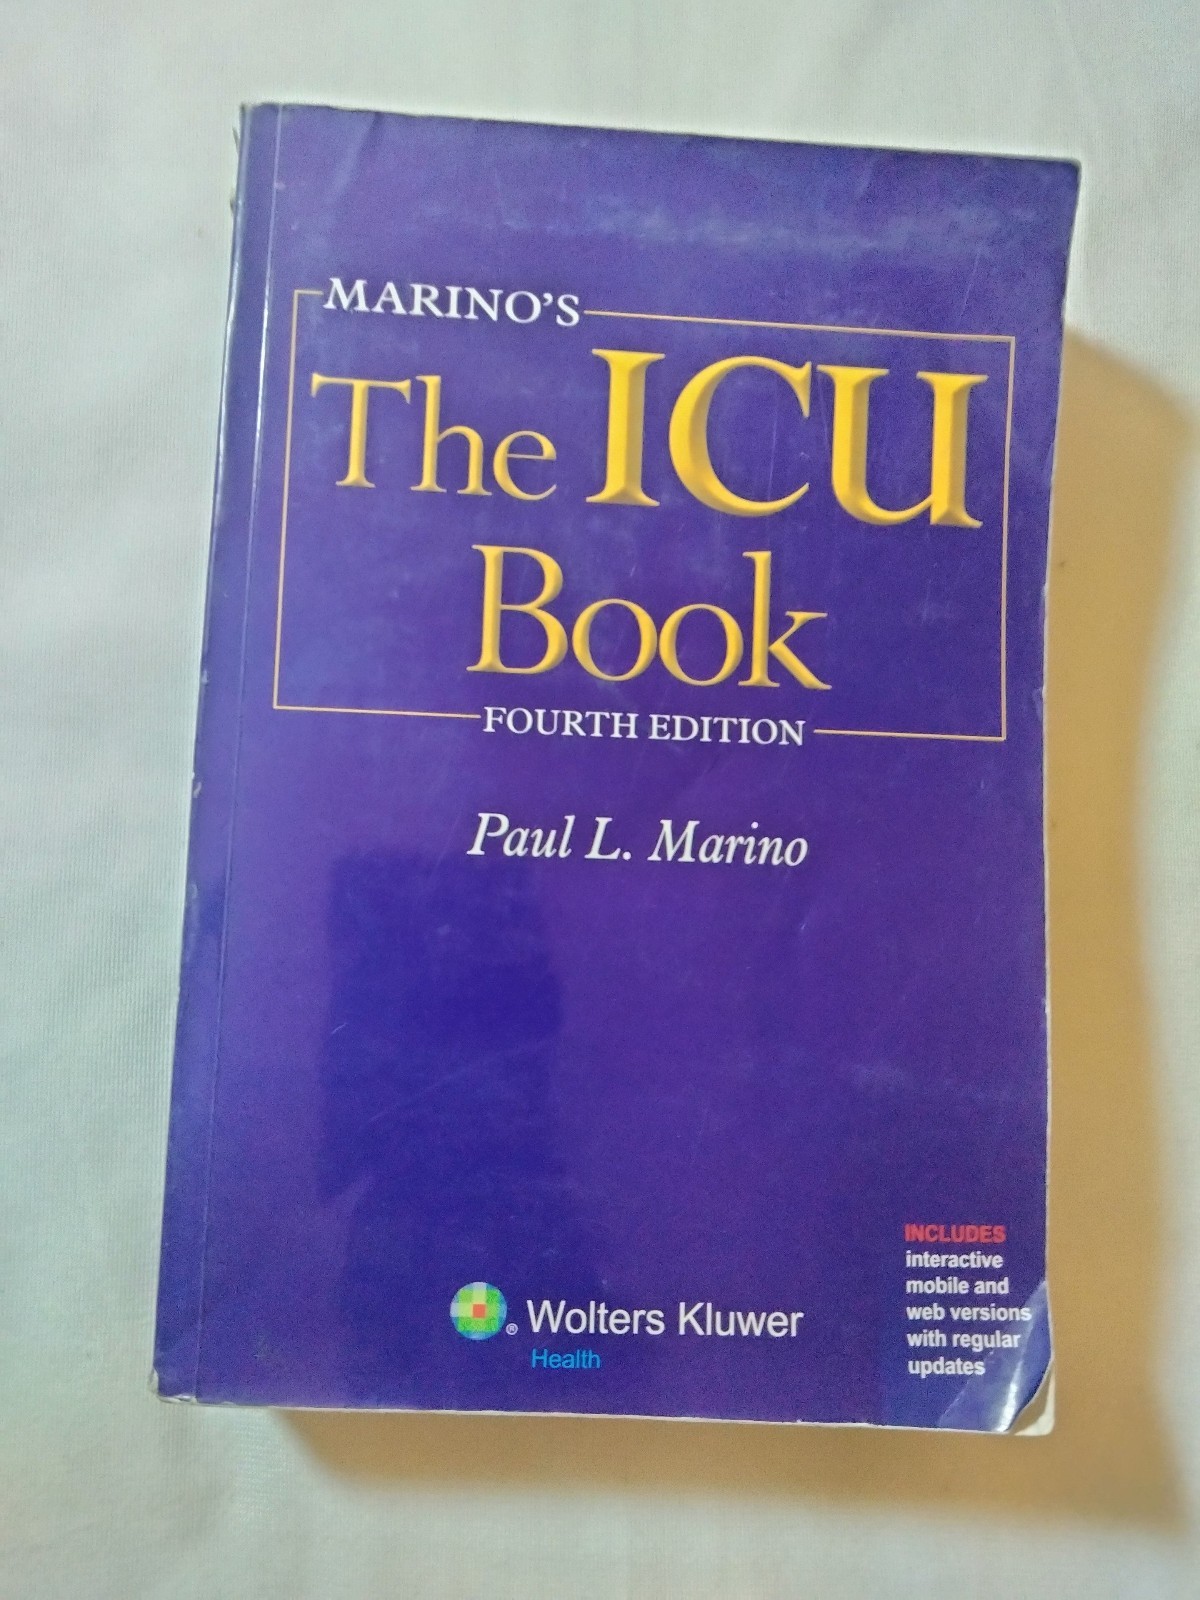 MARINO'S
The ICU
Book
FOURTH EDITION
Paul L. Marino
INCLUDES
interactive
mobile and
web versions
with regular
updates
® Wolters Kluwer
Health